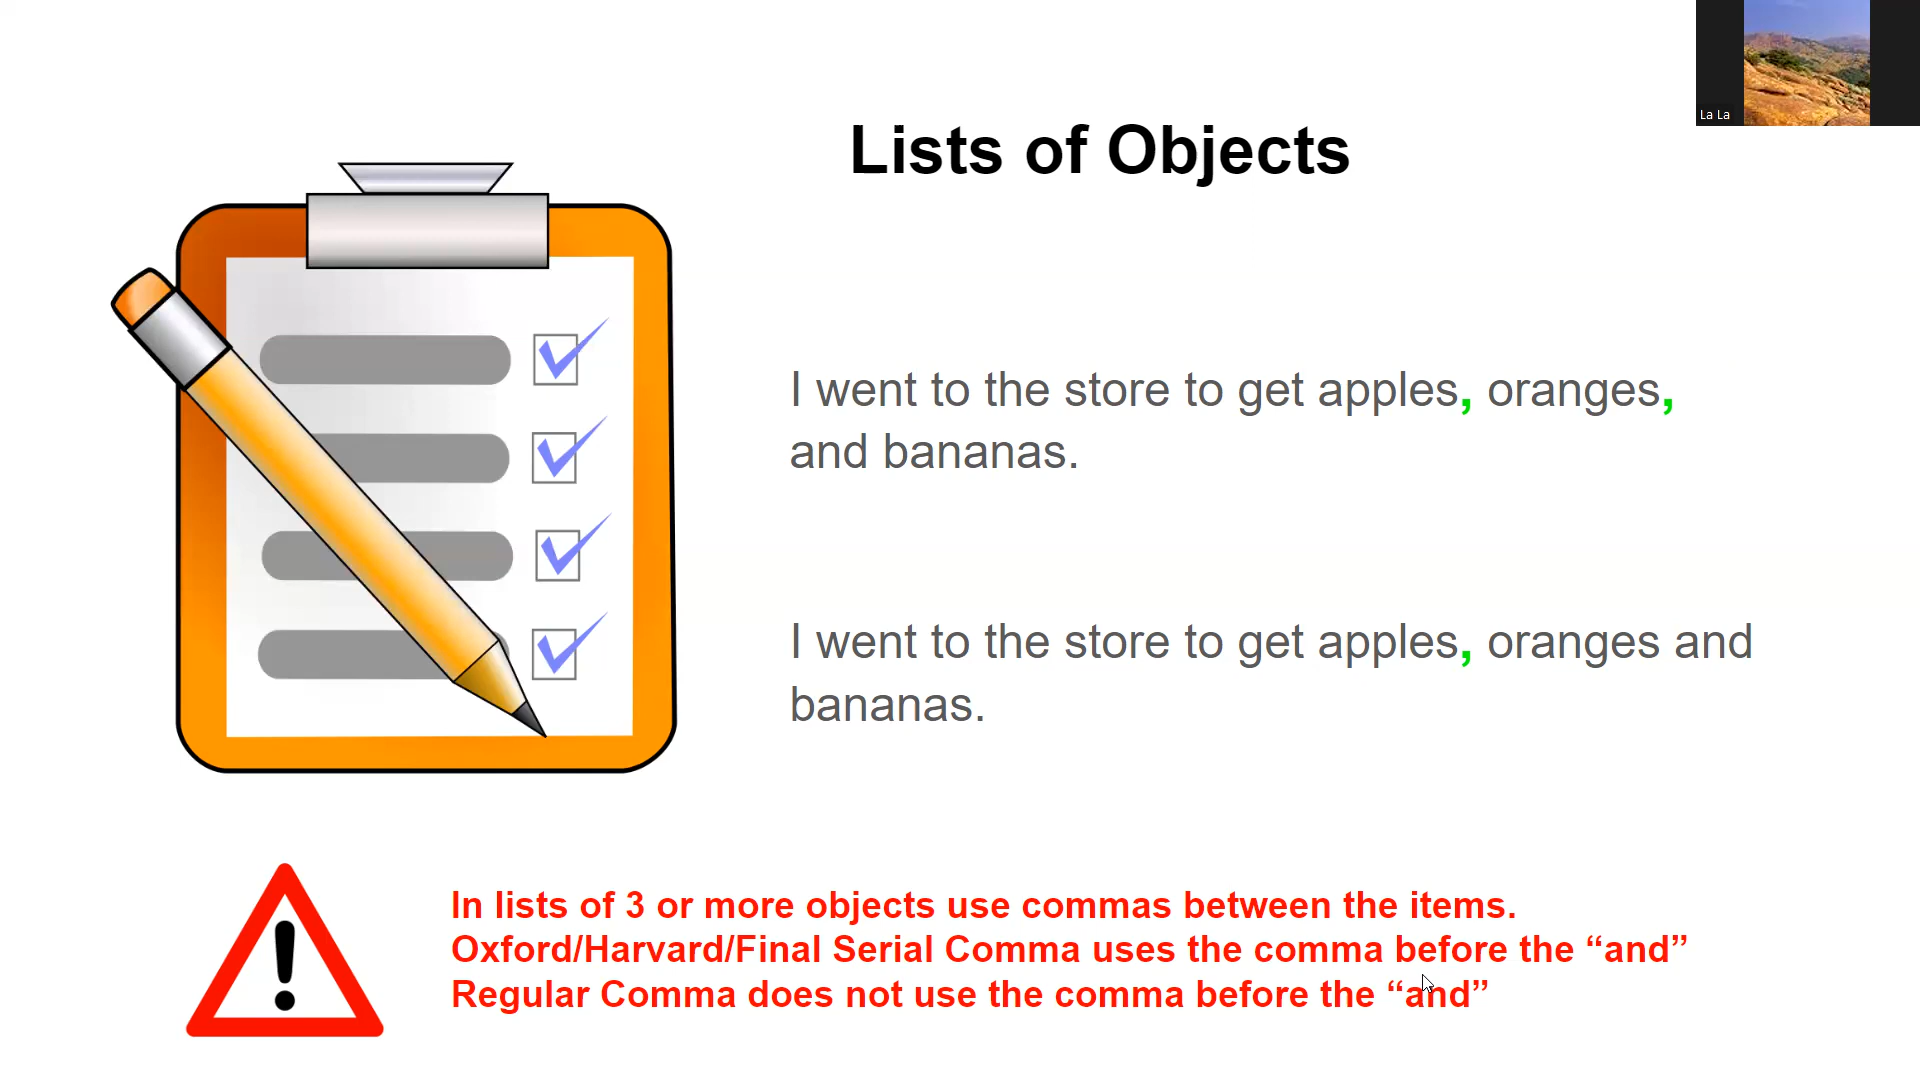 La La
Lists of Objects
I went to the store to get apples, oranges,
and bananas.
I went to the store to get apples, oranges and
bananas.
In lists of 3 or more objects use commas between the items.
Oxford/Harvard/Final Serial Comma uses the comma before the “and”
Regular Comma does not use the comma before the “and”